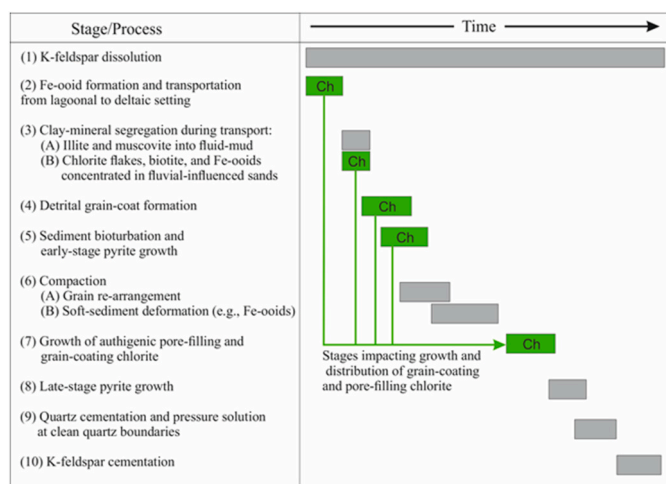 Stage/Process
Time
(1) K-feldspar dissolution
(2) Fe-ooid formation and transportation
from lagoonal to deltaic setting
Ch
(3) Clay-mineral segregation during transport:
(A) Illite and muscovite into fluid-mud
(B) Chlorite flakes, biotite, and Fe-ooids
concentrated in fluvial-influenced sands
Ch
(4) Detrital grain-coat formation
Ch
(5) Sediment bioturbation and
early-stage pyrite growth
Ch
(6) Compaction
(A) Grain re-arrangement
(B) Soft-sediment deformation (e.g., Fe-ooids)
(7) Growth of authigenic pore-filling and
grain-coating chlorite
Ch
Stages impacting growth and
distribution of grain-coating
and pore-filling chlorite
(8) Late-stage pyrite growth
(9) Quartz cementation and pressure solution
at clean quartz boundaries
(10) K-feldspar cementation